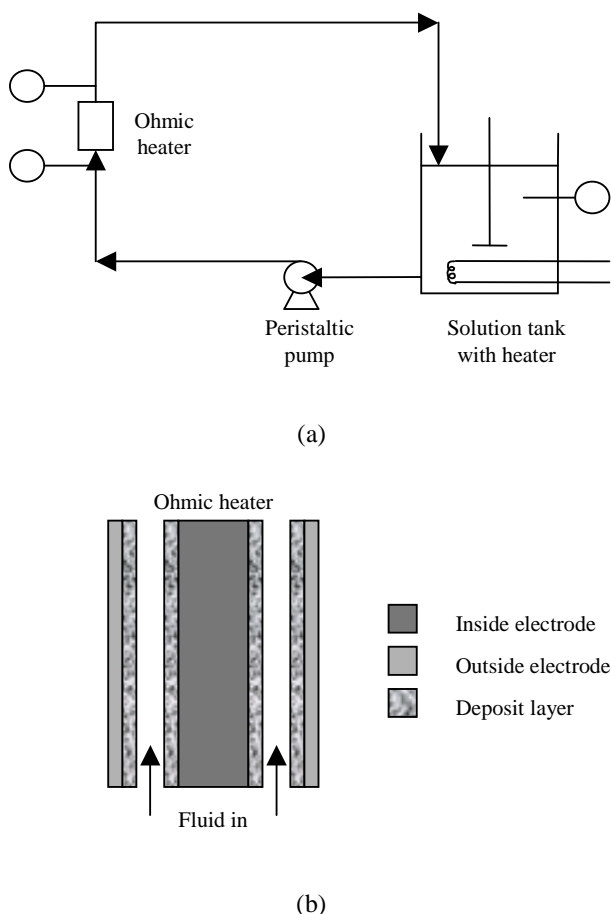 Ohmic
heater
Peristaltic
pump
Solution tank
with heater
(a)
Ohmic heater
Inside electrode
Outside electrode
Deposit layer
Fluid in
(b)